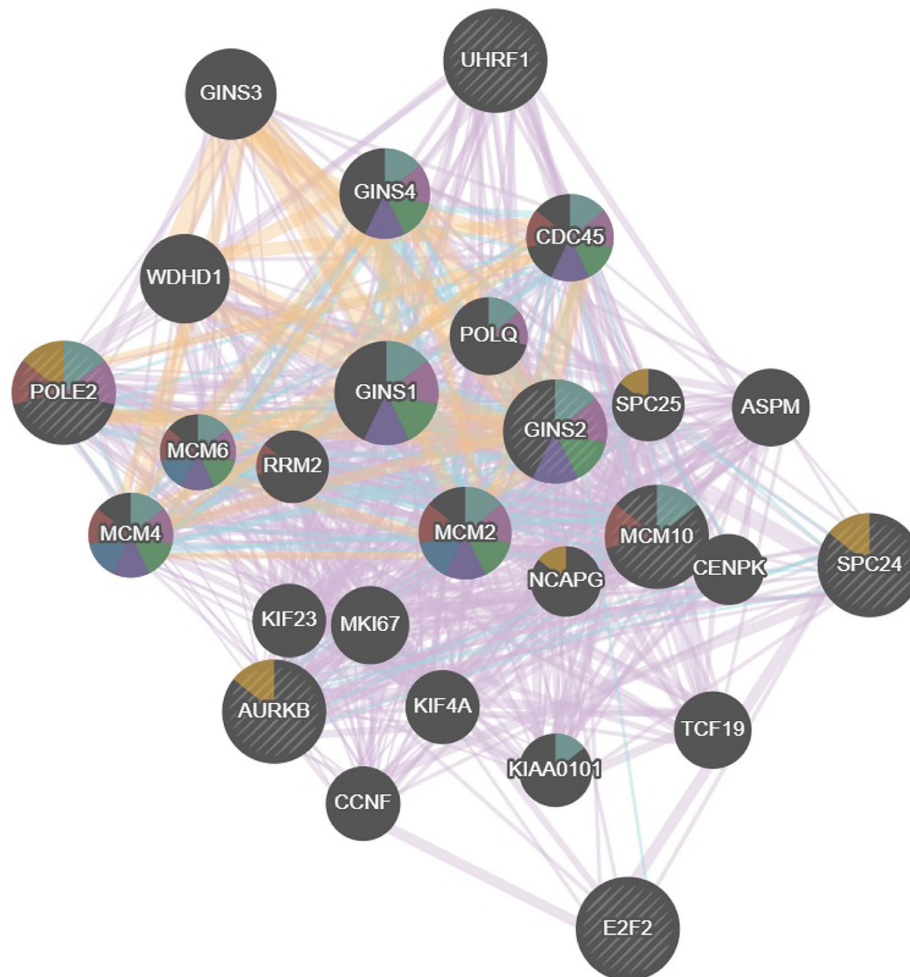 UHRF1
GINS3
GINS4
CDC45
WDHD1
POLQ
POLE2
GINS1
SPC25
ASPM
GINS2
MCM6
RRM2
MCM4
MCM2
MCM10
SPC24
NCAPG
CENPK
KIF23
MKI67
AURKB
KIF4A
TCF19
KIAA0101
CCNF
E2F2